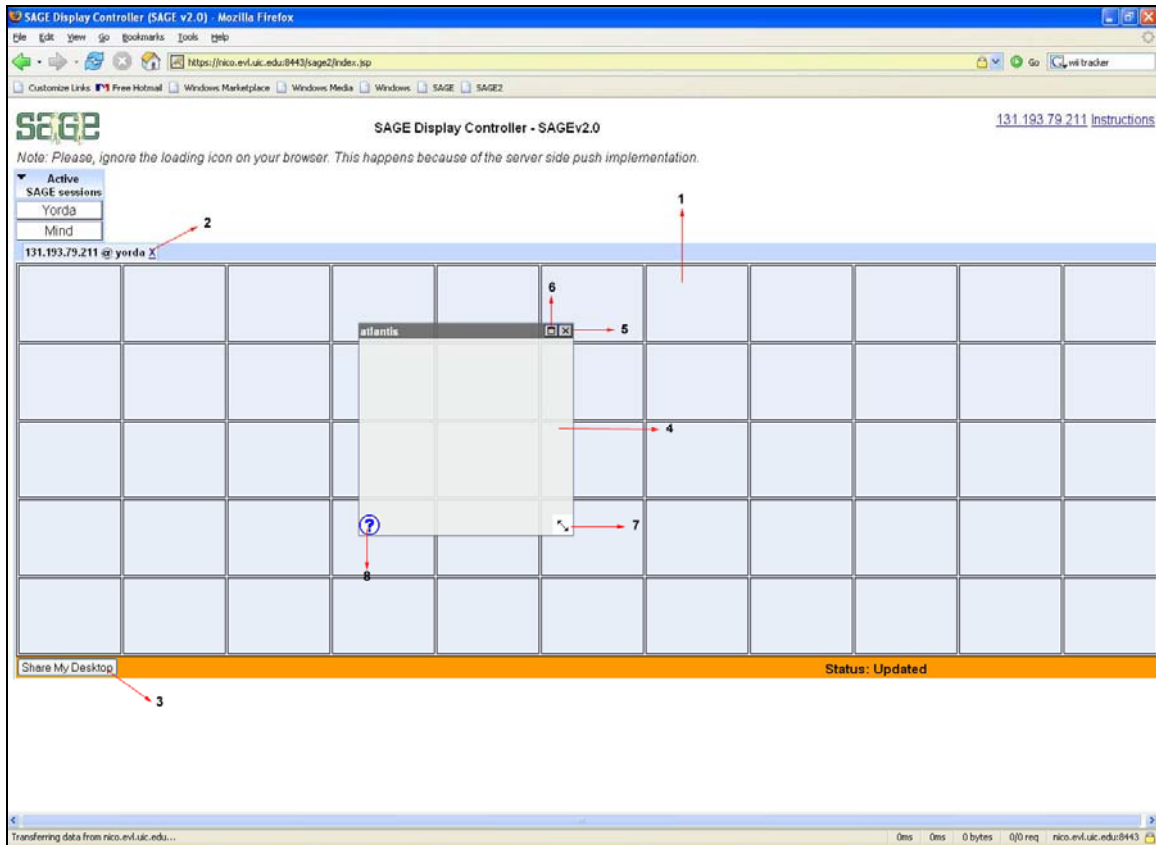 SAGE Display Controller (SAGE v2.0) - Mozilla Firefox
File Edit View Go Bookmarks Tools Help
https://nico.evl.uic.edu:8443/sage2/index.jsp
Go
wii tracker
Customize Links Free Hotmail Windows Marketplace Windows Media Windows SAGE SAGE2
SAGE
SAGE Display Controller - SAGEv2.0
131.193.79.211 Instructions
Note: Please, ignore the loading icon on your browser. This happens because of the server side push implementation.
Active
SAGE sessions
Yorda
Mind
1
2
131.193.79.211 @ yorda X
6
atlantis
5
4
?
7
8
Share My Desktop
Status: Updated
3
Transferring data from nico.evl.uic.edu...
0ms 0ms 0 bytes 0/0 req nico.evl.uic.edu:8443